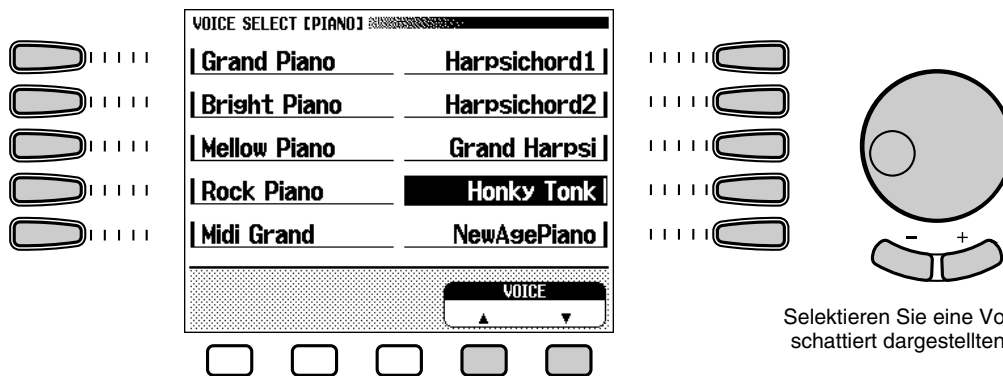 VOICE SELECT [PIANO]
Grand Piano Harpsichord1
Bright Piano Harpsichord2
Mellow Piano Grand Harpsi
Rock Piano Honky Tonk
Midi Grand NewAgePiano
VOICE
▲ ▼
− +
Selektieren Sie eine Vo
schattiert dargestellten